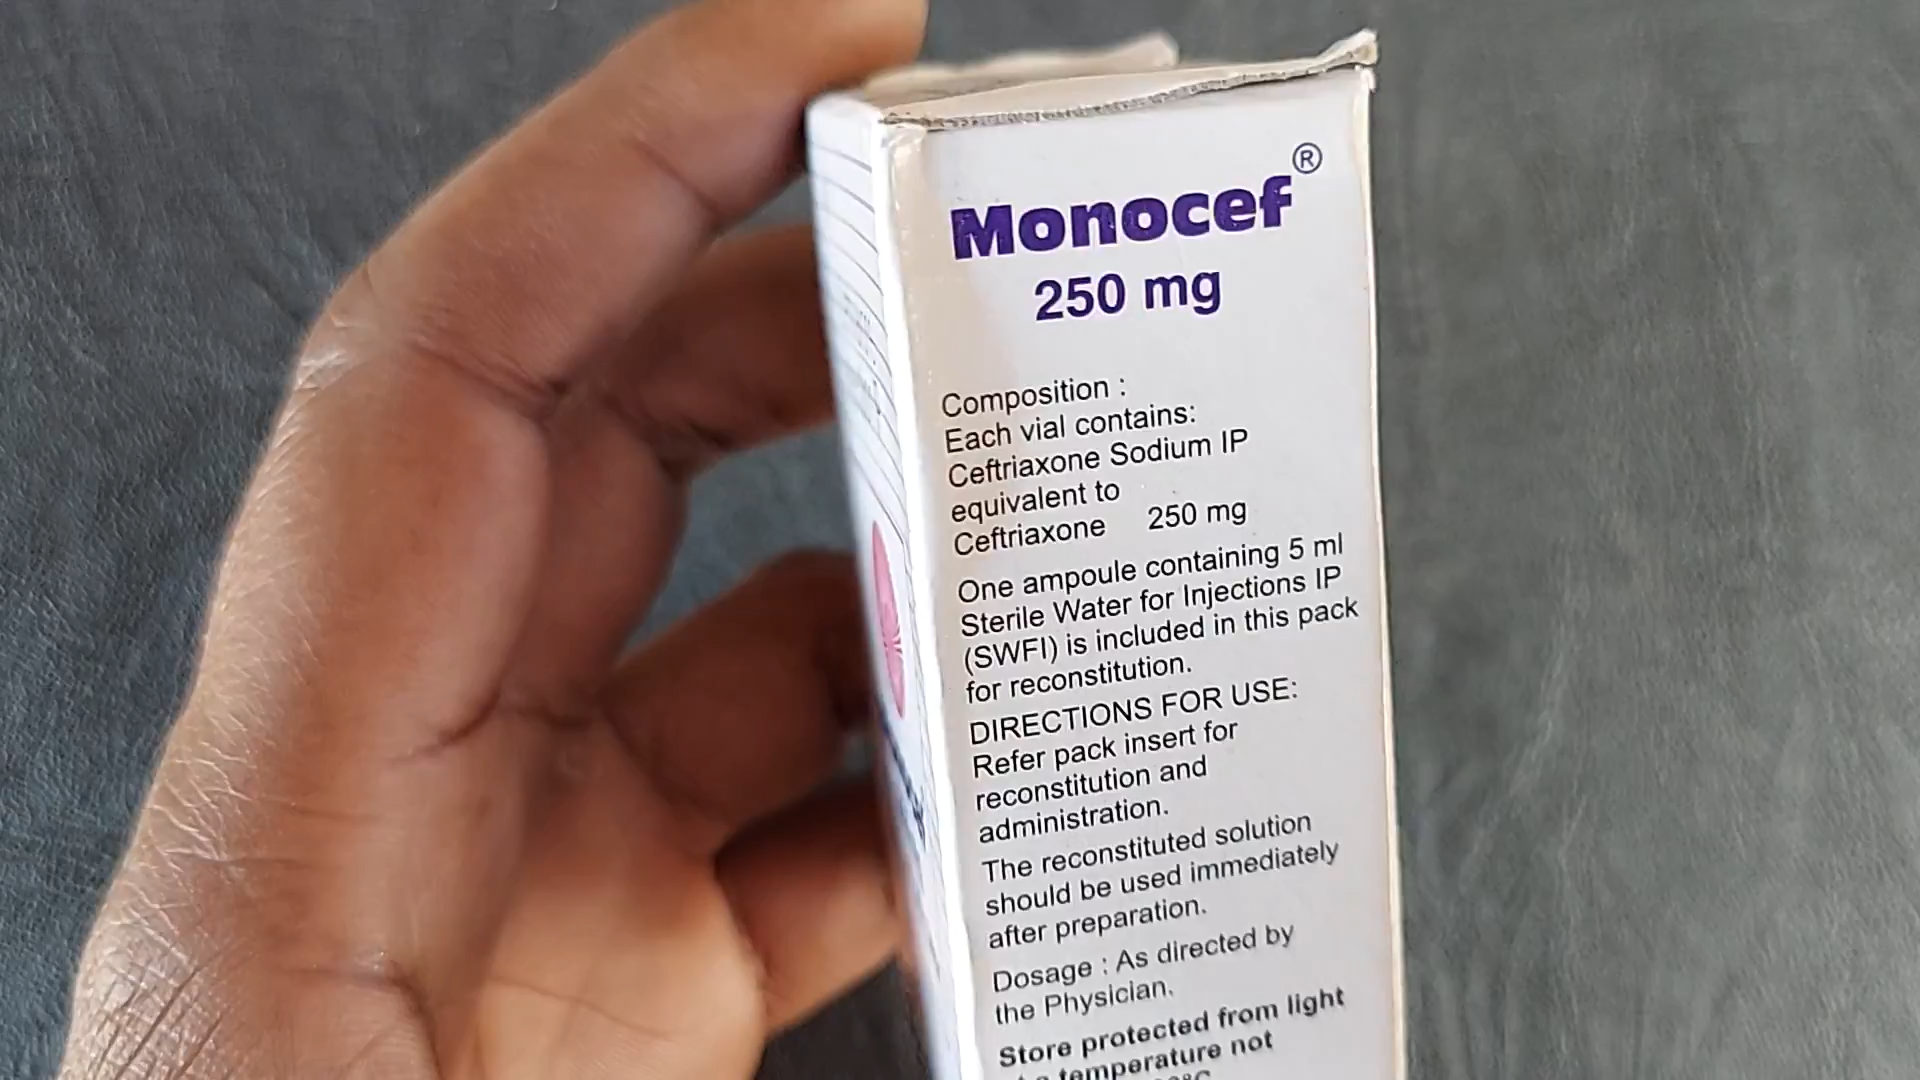 Monocef®
250 mg
Composition :
Each vial contains:
Ceftriaxone Sodium IP
equivalent to
Ceftriaxone 250 mg
One ampoule containing 5 ml
Sterile Water for Injections IP
(SWFI) is included in this pack
for reconstitution.
DIRECTIONS FOR USE:
Refer pack insert for
reconstitution and
administration.
The reconstituted solution
should be used immediately
after preparation.
Dosage : As directed by
the Physician.
Store protected from light
temperature not